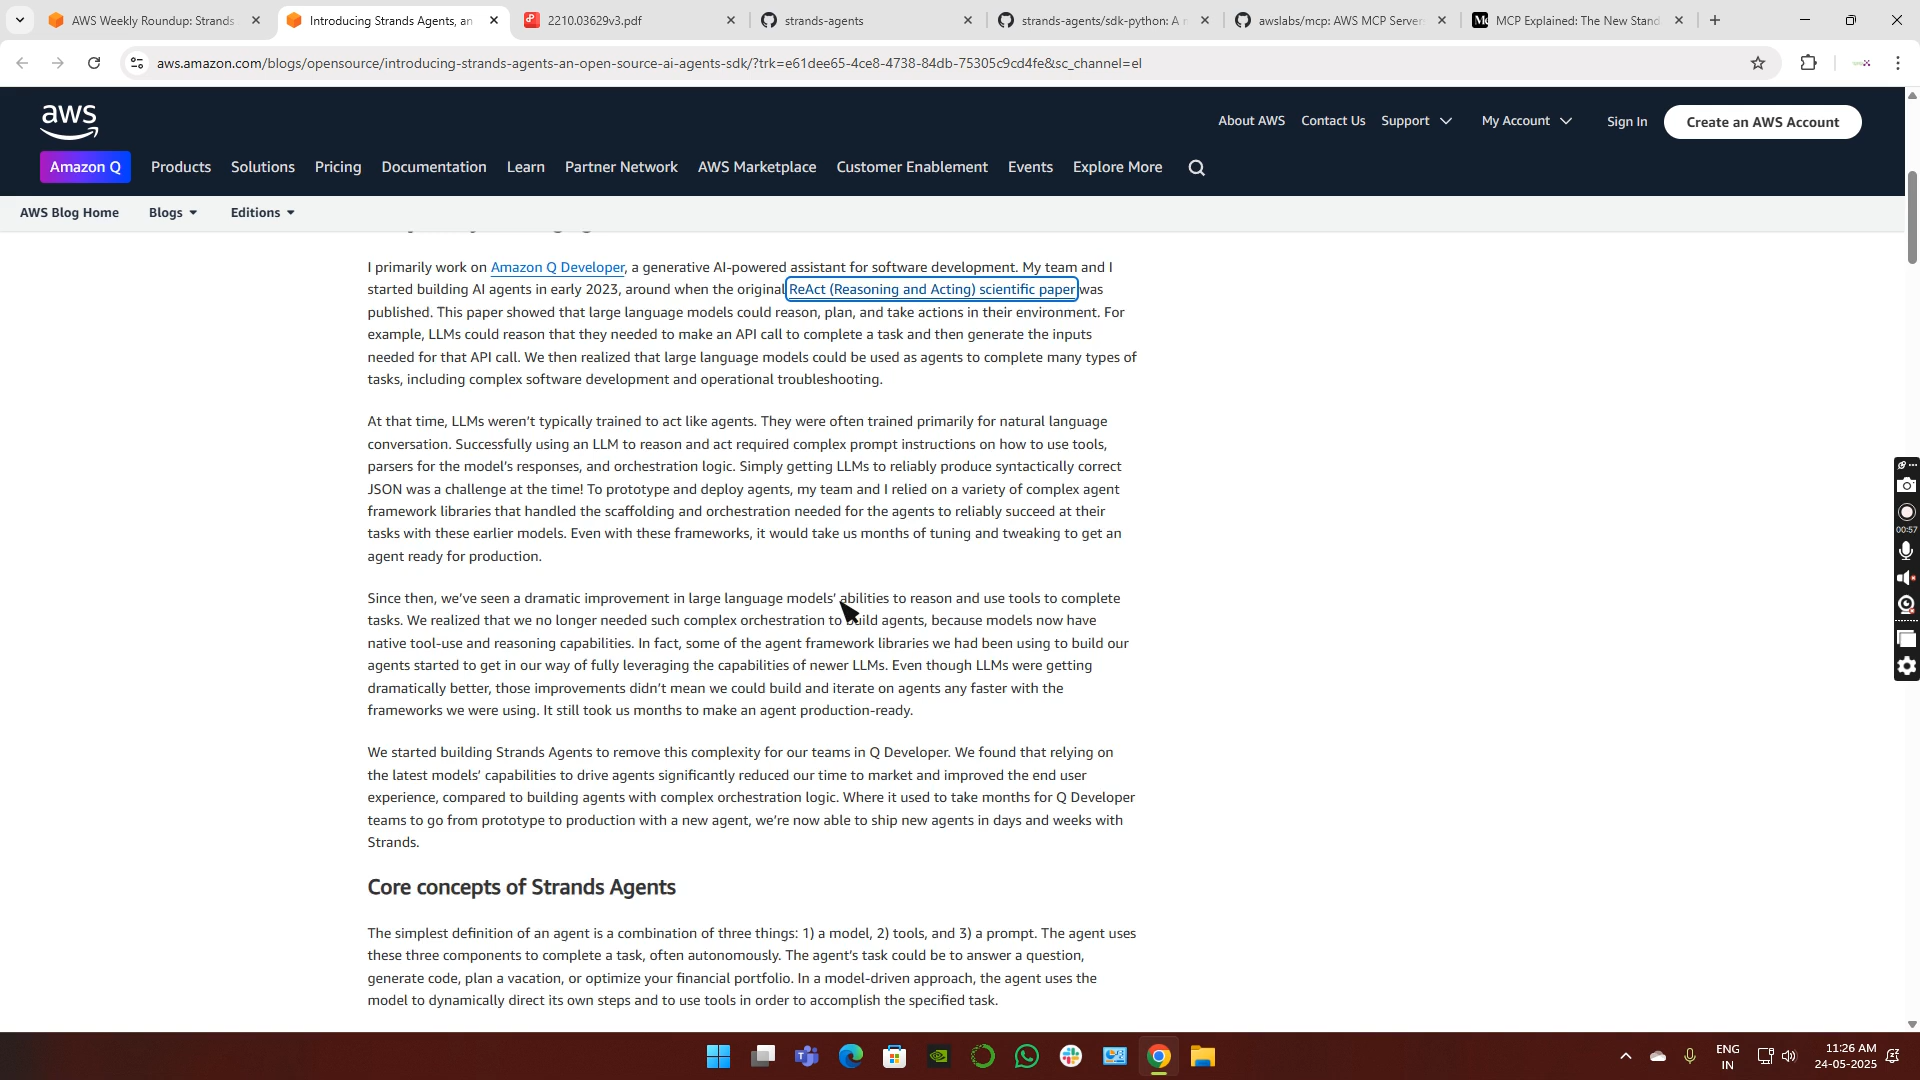 AWS Weekly Roundup: Strands
Introducing Strands Agents, an
2210.03629v3.pdf
strands-agents
strands-agents/sdk-python: A
awslabs/mcp: AWS MCP Server
MCP Explained: The New Stand
aws.amazon.com/blogs/opensource/introducing-strands-agents-an-open-source-ai-agents-sdk/?trk=e61dee65-4ce8-4738-84db-75305c9cd4fe&sc_channel=el
aws
About AWS Contact Us Support My Account Sign In Create an AWS Account
Amazon Q Products Solutions Pricing Documentation Learn Partner Network AWS Marketplace Customer Enablement Events Explore More
AWS Blog Home Blogs Editions
I primarily work on Amazon Q Developer, a generative AI-powered assistant for software development. My team and I
started building AI agents in early 2023, around when the original ReAct (Reasoning and Acting) scientific paper was
published. This paper showed that large language models could reason, plan, and take actions in their environment. For
example, LLMs could reason that they needed to make an API call to complete a task and then generate the inputs
needed for that API call. We then realized that large language models could be used as agents to complete many types of
tasks, including complex software development and operational troubleshooting.
At that time, LLMs weren't typically trained to act like agents. They were often trained primarily for natural language
conversation. Successfully using an LLM to reason and act required complex prompt instructions on how to use tools,
parsers for the model's responses, and orchestration logic. Simply getting LLMs to reliably produce syntactically correct
JSON was a challenge at the time! To prototype and deploy agents, my team and I relied on a variety of complex agent
framework libraries that handled the scaffolding and orchestration needed for the agents to reliably succeed at their
tasks with these earlier models. Even with these frameworks, it would take us months of tuning and tweaking to get an
agent ready for production.
Since then, we've seen a dramatic improvement in large language models' abilities to reason and use tools to complete
tasks. We realized that we no longer needed such complex orchestration to build agents, because models now have
native tool-use and reasoning capabilities. In fact, some of the agent framework libraries we had been using to build our
agents started to get in our way of fully leveraging the capabilities of newer LLMs. Even though LLMs were getting
dramatically better, those improvements didn't mean we could build and iterate on agents any faster with the
frameworks we were using. It still took us months to make an agent production-ready.
We started building Strands Agents to remove this complexity for our teams in Q Developer. We found that relying on
the latest models' capabilities to drive agents significantly reduced our time to market and improved the end user
experience, compared to building agents with complex orchestration logic. Where it used to take months for Q Developer
teams to go from prototype to production with a new agent, we're now able to ship new agents in days and weeks with
Strands.
Core concepts of Strands Agents
The simplest definition of an agent is a combination of three things: 1) a model, 2) tools, and 3) a prompt. The agent uses
these three components to complete a task, often autonomously. The agent's task could be to answer a question,
generate code, plan a vacation, or optimize your financial portfolio. In a model-driven approach, the agent uses the
model to dynamically direct its own steps and to use tools in order to accomplish the specified task.
00:57
ENG
IN
11:26 AM
24-05-2025